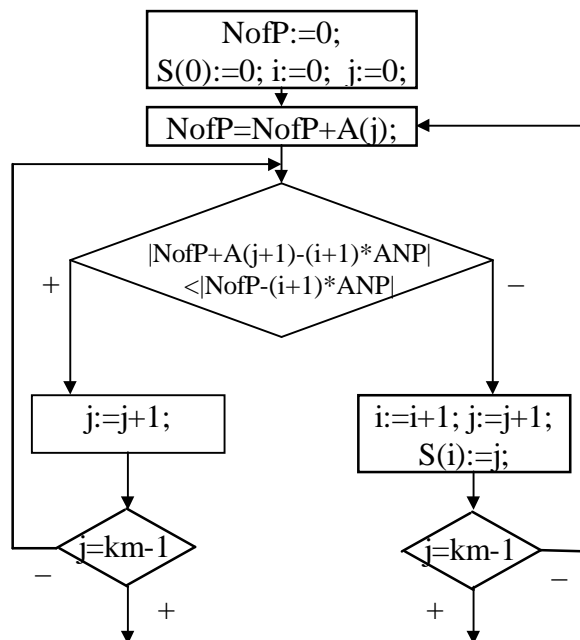 NofP:=0;
S(0):=0; i:=0; j:=0;
NofP=NofP+A(j);
|NofP+A(j+1)-(i+1)*ANP|
<|NofP-(i+1)*ANP|
+
−
j:=j+1;
i:=i+1; j:=j+1;
S(i):=j;
j=km-1
j=km-1
−
−
+
+